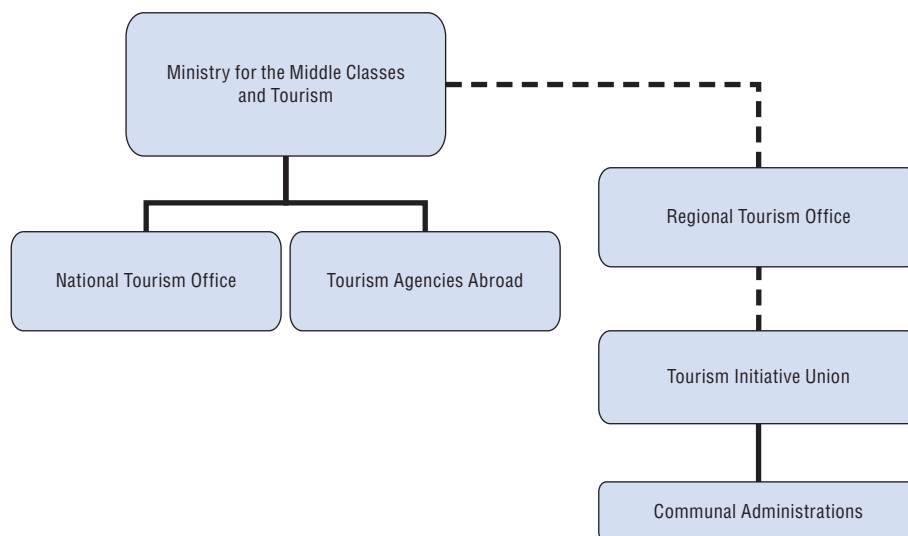 Ministry for the Middle Classes
and Tourism
Regional Tourism Office
National Tourism Office
Tourism Agencies Abroad
Tourism Initiative Union
Communal Administrations